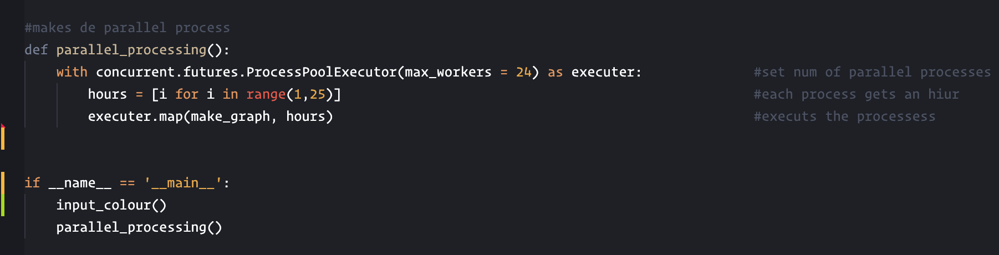 #makes de parallel process
def parallel_processing():
    with concurrent.futures.ProcessPoolExecutor(max_workers = 24) as executer:              #set num of parallel processes
        hours = [i for i in range(1,25)]                                                    #each process gets an hiur
        executer.map(make_graph, hours)                                                     #executs the processess
if __name__ == '__main__':
    input_colour()
    parallel_processing()